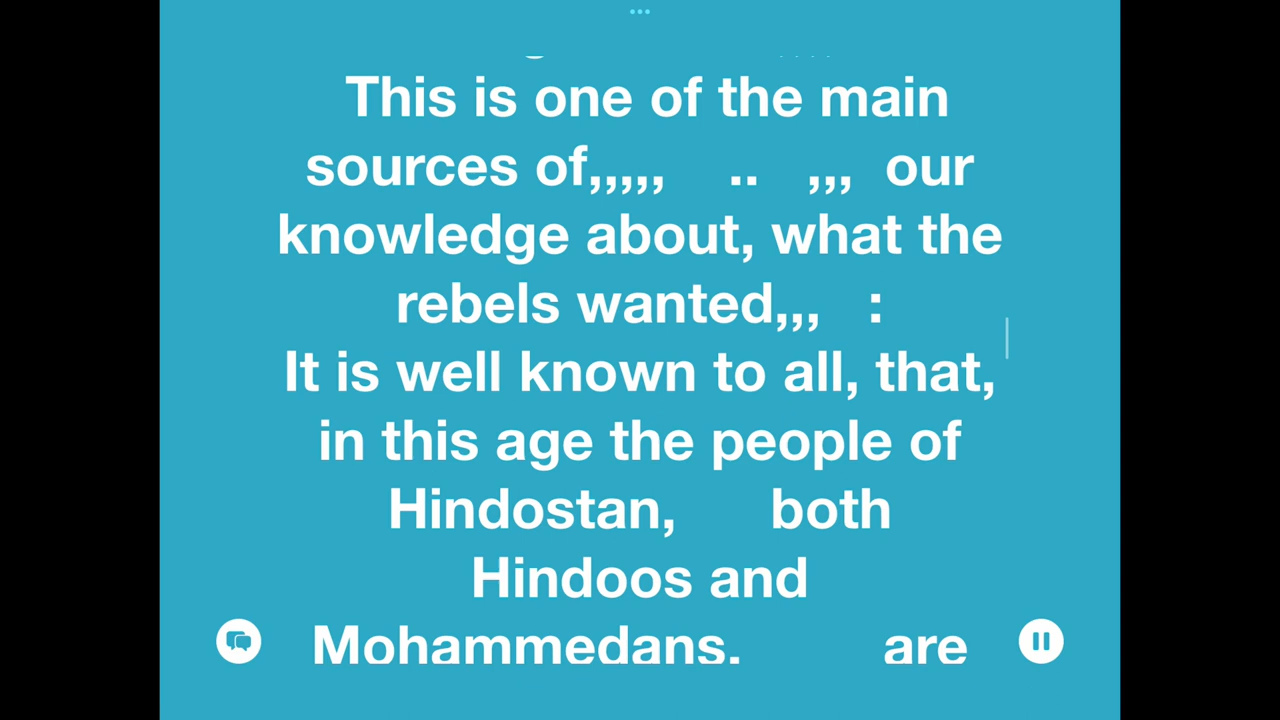 This is one of the main
sources of,,,,, .. ,,, our
knowledge about, what the
rebels wanted,,, :
It is well known to all, that,
in this age the people of
Hindostan, both
Hindoos and
Mohammedans. are